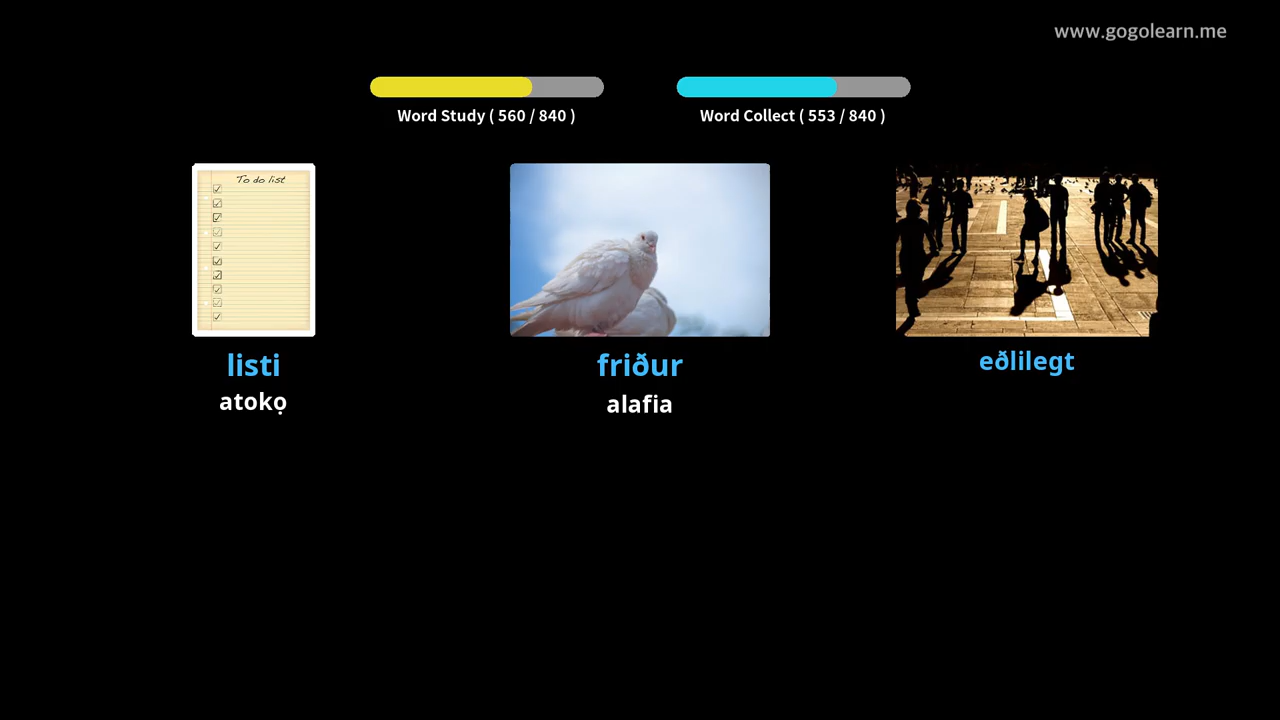 www.gogolearn.me
Word Study ( 560 / 840 )
Word Collect ( 553 / 840 )
To do list
listi
atokọ
friður
alafia
eðlilegt